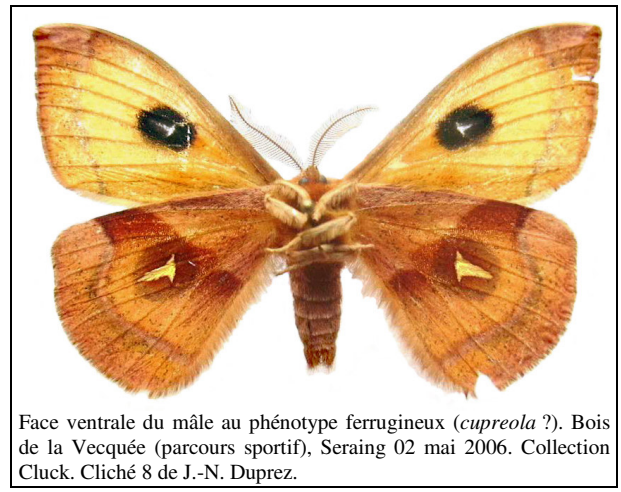 Face ventrale du mâle au phénotype ferrugineux (cupreola ?). Bois
de la Vecquée (parcours sportif), Seraing 02 mai 2006. Collection
Cluck. Cliché 8 de J.-N. Duprez.